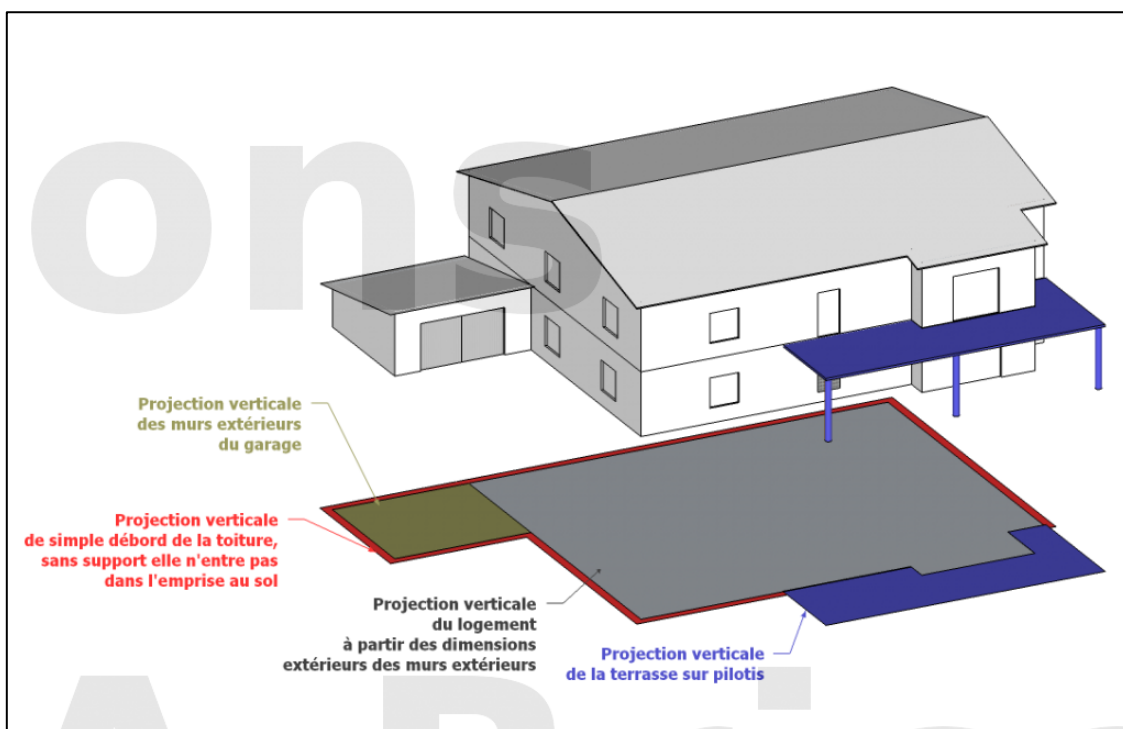 ons
Projection verticale
des murs extérieurs
du garage
Projection verticale
de simple débord de la toiture,
sans support elle n'entre pas
dans l'emprise au sol
Projection verticale
du logement
à partir des dimensions
extérieurs des murs extérieurs
Projection verticale
de la terrasse sur pilotis